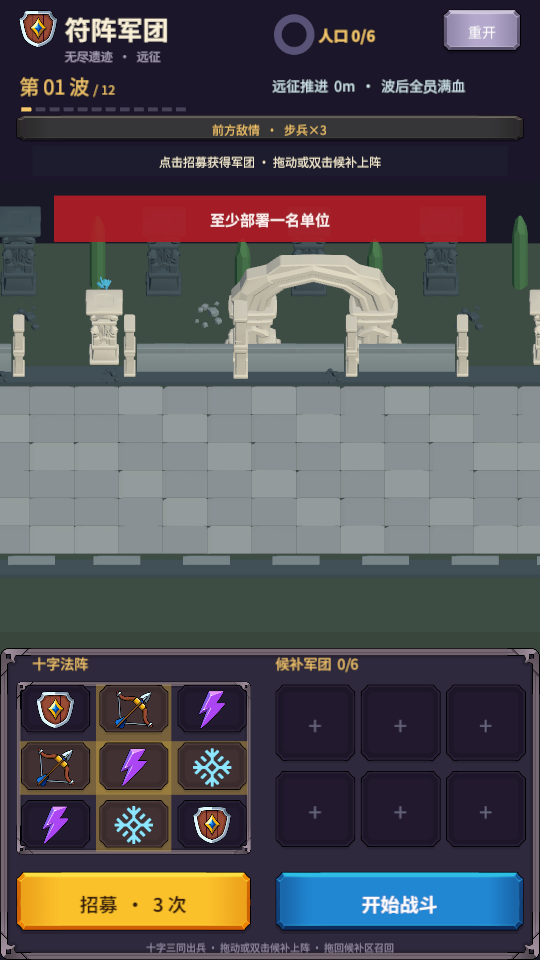 符阵军团
无尽遗迹 · 远征
人口 0/6
重开
第 01 波 / 12
远征推进 0m · 波后全员满血
前方敌情 · 步兵×3
点击招募获得军团 · 拖动或双击候补上阵
至少部署一名单位
十字法阵
候补军团 0/6
+ + +
+ + +
招募 · 3 次
开始战斗
十字三同出兵 · 拖动或双击候补上阵 · 拖回候补区召回